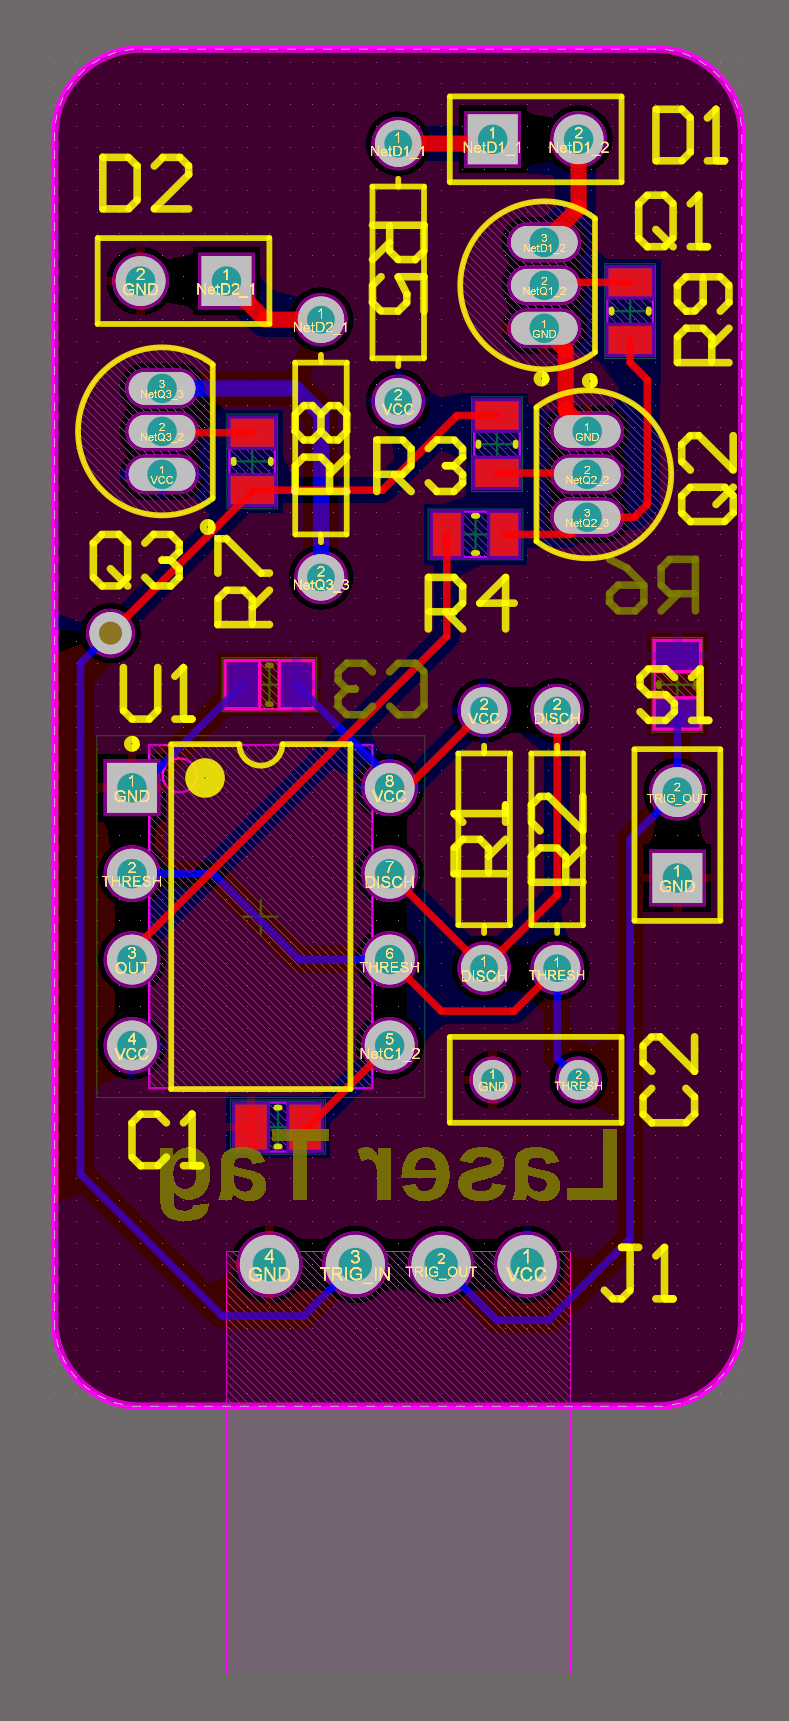 D1
1
NetD1_1
1
NetD1_1
2
NetD1_2
D2
Q1
3
NetD1_2
2
NetQ1_2
1
GND
R5
R9
2
GND
1
NetD2_1
1
NetD2_1
3
NetQ3_3
2
NetQ3_2
1
VCC
R8
2
VCC
R3
1
GND
2
NetQ2_2
3
NetQ2_3
Q2
Q3
R7
2
NetQ3_3
R4
R6
U1
C3
S1
2
VCC
2
DISCH
1
GND
8
VCC
2
TRIG_OUT
R1
R2
2
THRESH
7
DISCH
1
GND
3
OUT
6
THRESH
1
DISCH
1
THRESH
4
VCC
5
NetC1_2
1
GND
2
THRESH
C2
C1
Laser Tag
4
GND
3
TRIG_IN
2
TRIG_OUT
1
VCC
J1